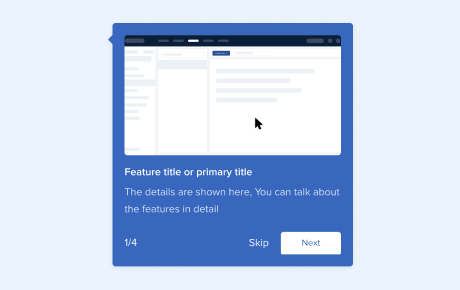 Feature title or primary title
The details are shown here, You can talk about
the features in detail
1/4
Skip
Next